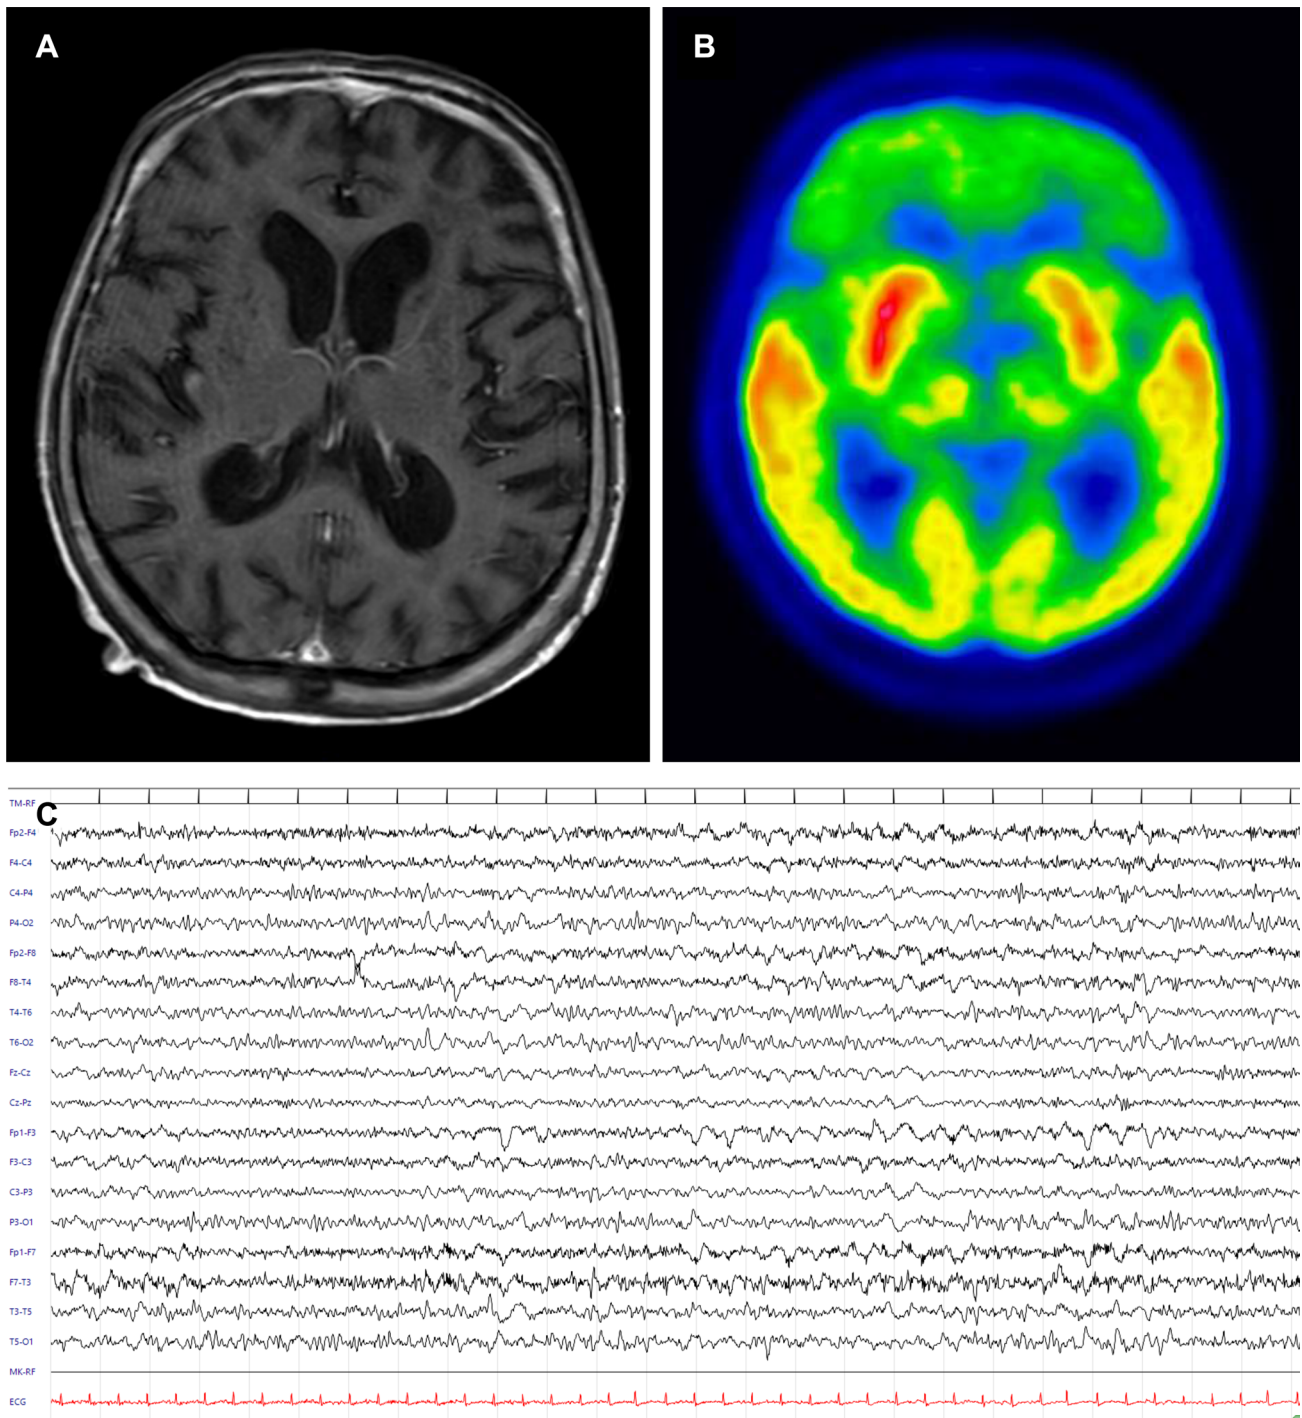 A
B
C
TM-RF
Fp2-F4
F4-C4
C4-P4
P4-O2
Fp2-F8
F8-T4
T4-T6
T6-O2
Fz-Cz
Cz-Pz
Fp1-F3
F3-C3
C3-P3
P3-O1
Fp1-F7
F7-T3
T3-T5
T5-O1
MK-RF
ECG